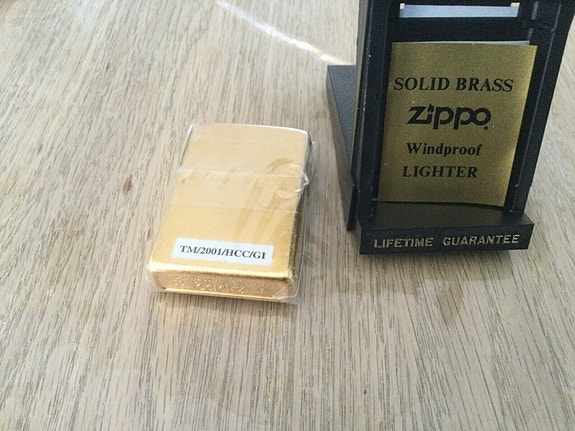 TM/2001/HCC/GI
SOLID BRASS
zippo
Windproof
LIGHTER
LIFETIME GUARANTEE